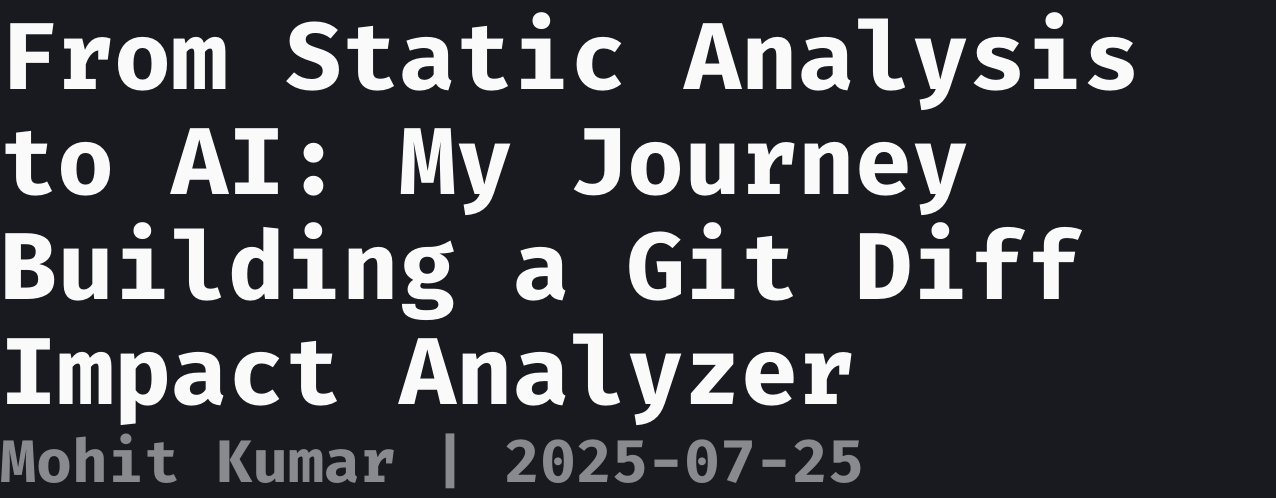 From Static Analysis
to AI: My Journey
Building a Git Diff
Impact Analyzer
Mohit Kumar | 2025-07-25